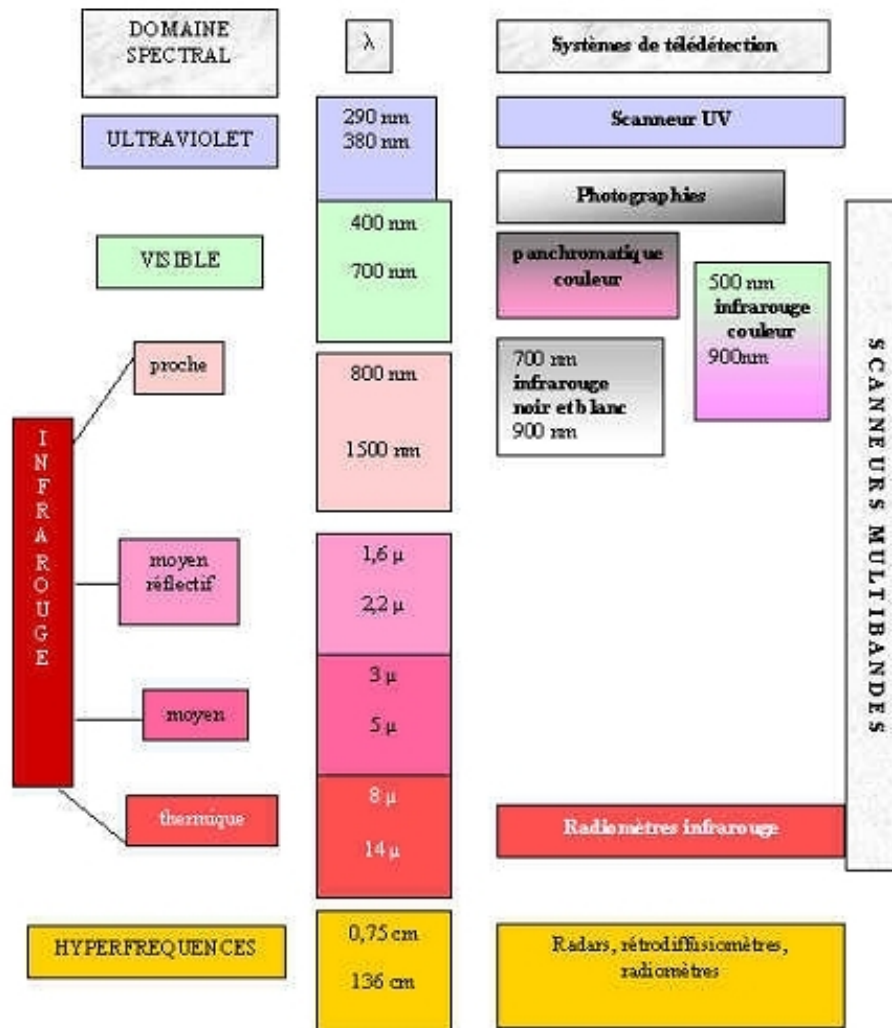 DOMAINE
SPECTRAL
λ
Systèmes de télédétection
ULTRAVIOLET
290 nm
380 nm
Scanneur UV
Photographies
VISIBLE
400 nm
700 nm
panchromatique
couleur
500 nm
infrarouge
couleur
900nm
proche
800 nm
1500 nm
700 nm
infrarouge
noir et blanc
900 nm
INFRAROUGE
moyen
réflectif
1,6 µ
2,2 µ
moyen
3 µ
5 µ
thermique
8 µ
14 µ
Radiomètres infrarouge
SCANNEURS MULTIBANDES
HYPERFREQUENCES
0,75 cm
136 cm
Radars, rétrodiffusiomètres,
radiomètres